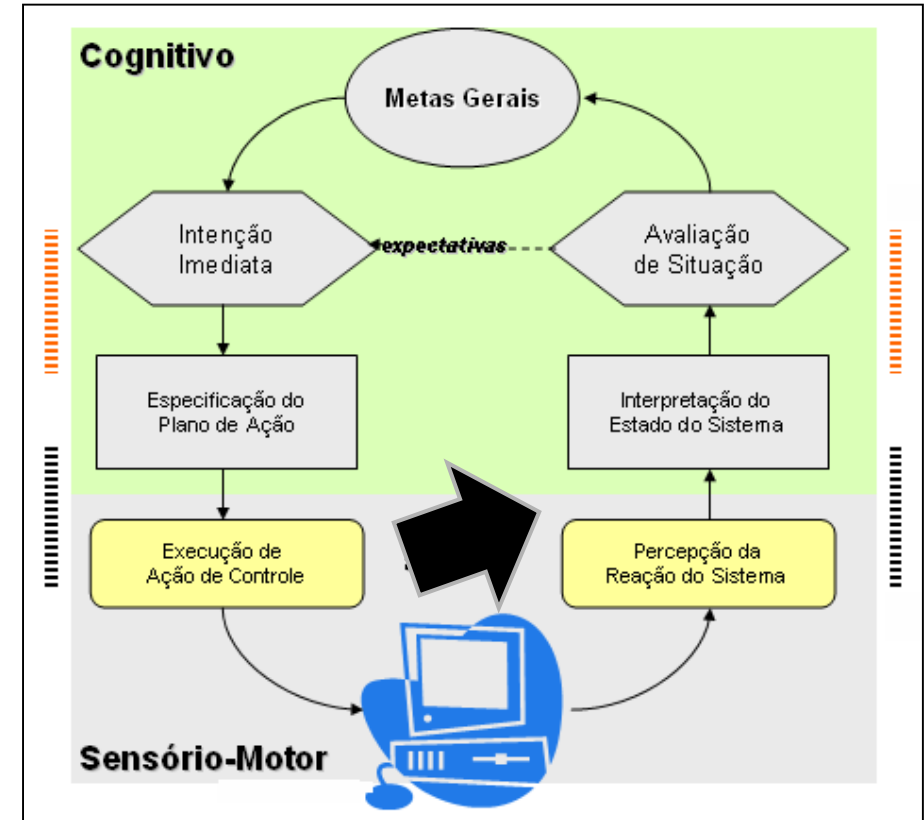 Cognitivo
Metas Gerais
Intenção
Imediata
expectativas
Avaliação
de Situação
Especificação do
Plano de Ação
Interpretação do
Estado do Sistema
Execução de
Ação de Controle
Percepção da
Reação do Sistema
Sensório-Motor